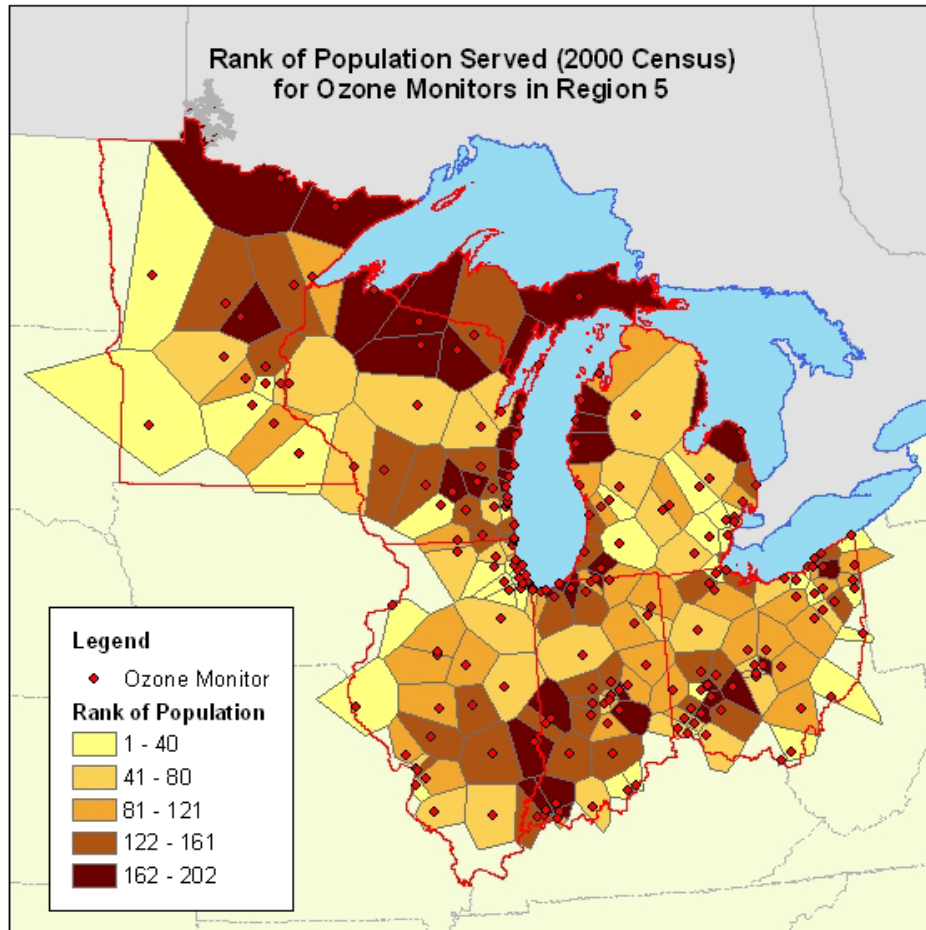 Rank of Population Served (2000 Census)
for Ozone Monitors in Region 5
Legend
Ozone Monitor
Rank of Population
1 - 40
41 - 80
81 - 121
122 - 161
162 - 202